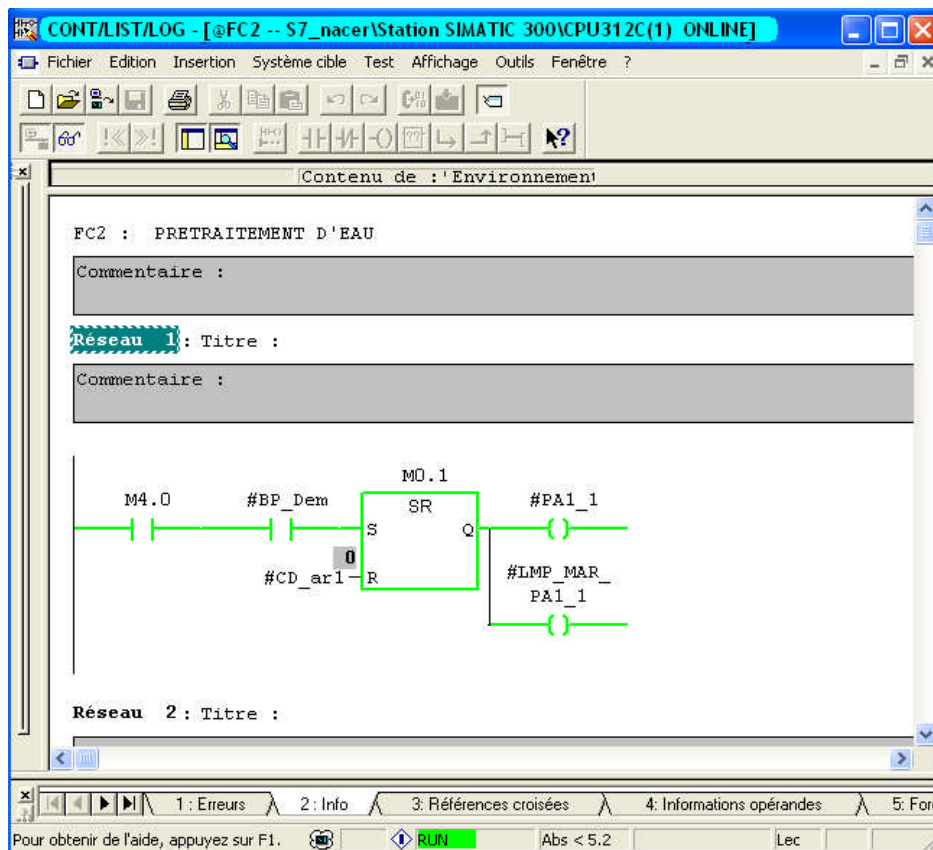 CONT/LIST/LOG - [@FC2 -- S7_nacer\Station SIMATIC 300\CPU312C(1) ONLINE]
Fichier Edition Insertion Système cible Test Affichage Outils Fenêtre ?
Contenu de :'Environnement
FC2 : PRETRAITEMENT D'EAU
Commentaire :
Réseau 1: Titre :
Commentaire :
M0.1
M4.0 #BP_Dem SR #PA1_1
S Q
0
#CD_ar1 R #LMP_MAR_
PA1_1
Réseau 2: Titre :
1 : Erreurs 2 : Info 3: Références croisées 4: Informations opérandes 5: For
Pour obtenir de l'aide, appuyez sur F1. RUN Abs < 5.2 Lec